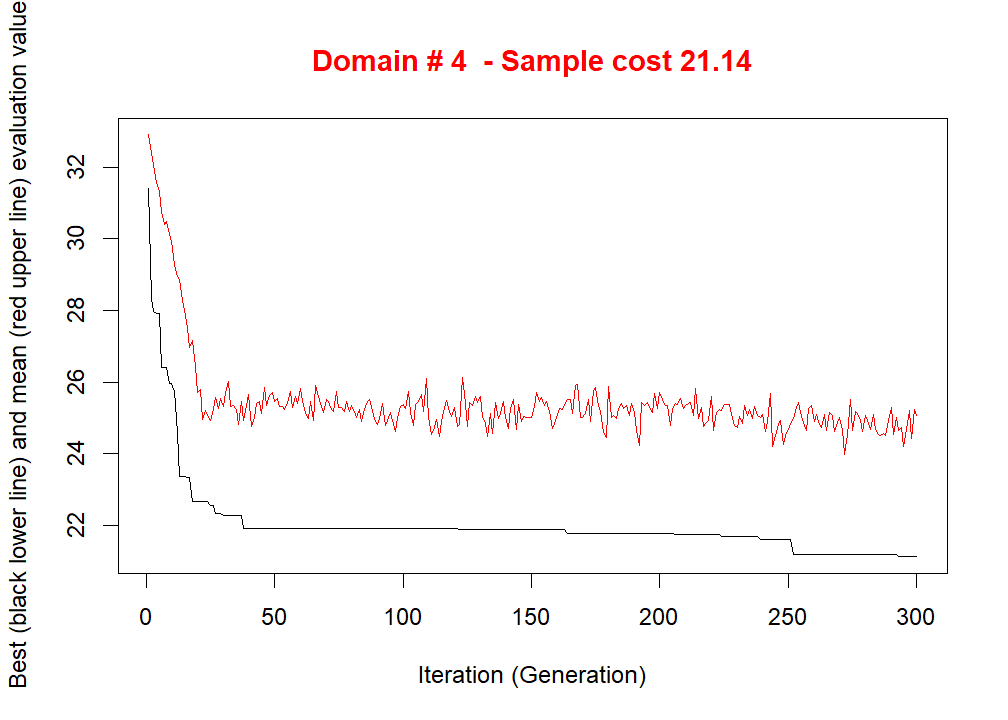 Domain # 4  - Sample cost 21.14
Best (black lower line) and mean (red upper line) evaluation value
32
30
28
26
24
22
0 50 100 150 200 250 300
Iteration (Generation)